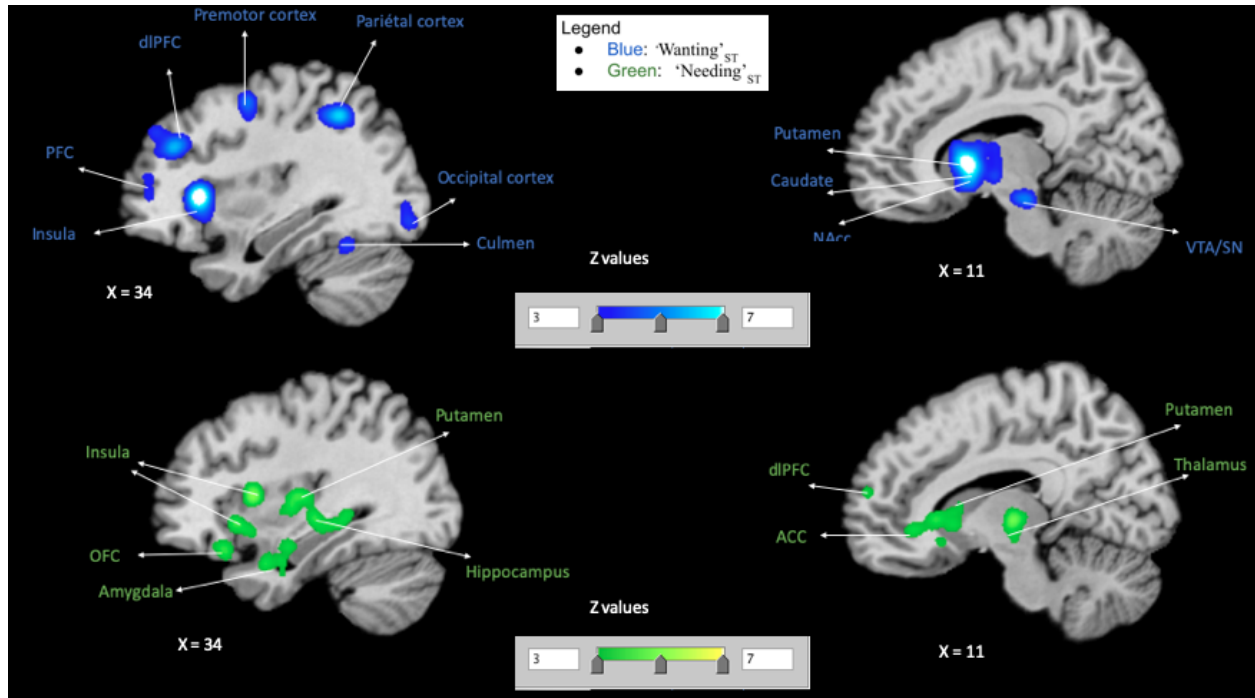 Premotor cortex
Pariétal cortex
dlPFC
PFC
Insula
Occipital cortex
Culmen
X = 34
Legend
• Blue: ‘Wanting’ST
• Green: ‘Needing’ST
Putamen
Caudate
NAcc
VTA/SN
X = 11
Z values
3
7
Putamen
Insula
OFC
Amygdala
Hippocampus
X = 34
Putamen
Thalamus
dlPFC
ACC
X = 11
Z values
3
7